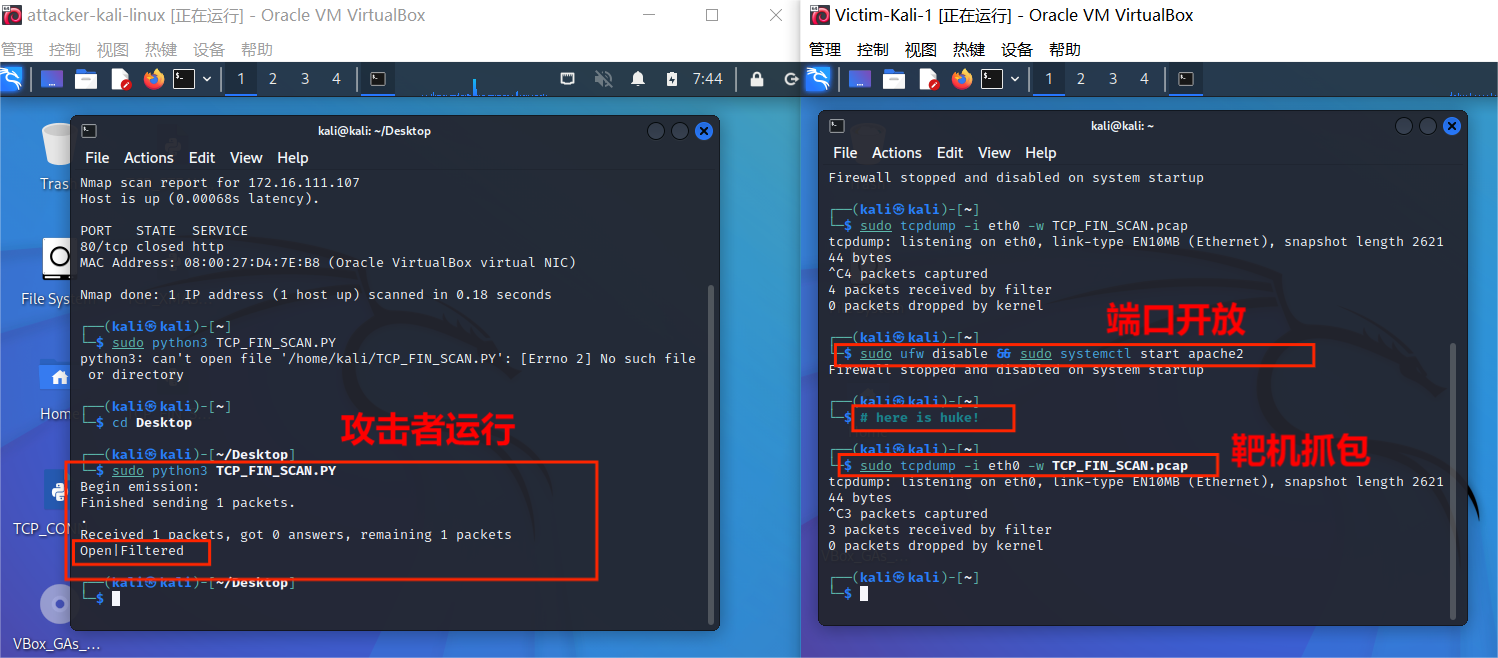 attacker-kali-linux [正在运行] - Oracle VM VirtualBox
管理 控制 视图 热键 设备 帮助
1 2 3 4 7:44
Trash
File Sys
Home
TCP_CON
VBox_GAs_...
kali@kali: ~/Desktop
File Actions Edit View Help
Nmap scan report for 172.16.111.107
Host is up (0.00068s latency).
PORT STATE SERVICE
80/tcp closed http
MAC Address: 08:00:27:D4:7E:B8 (Oracle VirtualBox virtual NIC)
Nmap done: 1 IP address (1 host up) scanned in 0.18 seconds
┌──(kali㉿kali)-[~]
└─$ sudo python3 TCP_FIN_SCAN.PY
python3: can't open file '/home/kali/TCP_FIN_SCAN.PY': [Errno 2] No such file
or directory
┌──(kali㉿kali)-[~]
└─$ cd Desktop
攻击者运行
┌──(kali㉿kali)-[~/Desktop]
└─$ sudo python3 TCP_FIN_SCAN.PY
Begin emission:
Finished sending 1 packets.
.
Received 1 packets, got 0 answers, remaining 1 packets
Open|Filtered
┌──(kali㉿kali)-[~/Desktop]
└─$
Victim-Kali-1 [正在运行] - Oracle VM VirtualBox
管理 控制 视图 热键 设备 帮助
1 2 3 4
kali@kali: ~
File Actions Edit View Help
Firewall stopped and disabled on system startup
┌──(kali㉿kali)-[~]
└─$ sudo tcpdump -i eth0 -w TCP_FIN_SCAN.pcap
tcpdump: listening on eth0, link-type EN10MB (Ethernet), snapshot length 2621
44 bytes
^C4 packets captured
4 packets received by filter
0 packets dropped by kernel
端口开放
┌──(kali㉿kali)-[~]
└─$ sudo ufw disable && sudo systemctl start apache2
Firewall stopped and disabled on system startup
┌──(kali㉿kali)-[~]
└─$ # here is huke!
靶机抓包
┌──(kali㉿kali)-[~]
└─$ sudo tcpdump -i eth0 -w TCP_FIN_SCAN.pcap
tcpdump: listening on eth0, link-type EN10MB (Ethernet), snapshot length 2621
44 bytes
^C3 packets captured
3 packets received by filter
0 packets dropped by kernel
┌──(kali㉿kali)-[~]
└─$